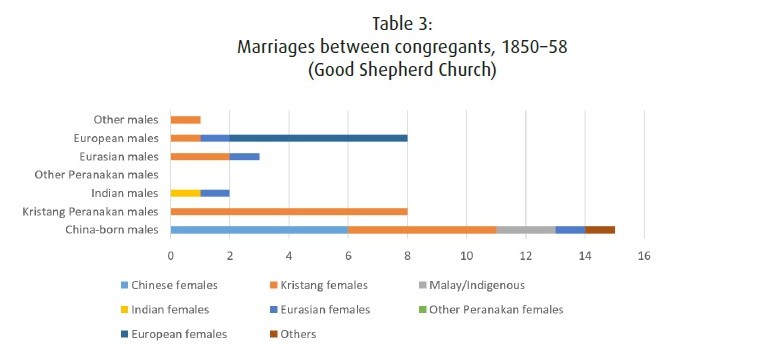 Table 3:
Marriages between congregants, 1850–58
(Good Shepherd Church)
Other males
European males
Eurasian males
Other Peranakan males
Indian males
Kristang Peranakan males
China-born males
0 2 4 6 8 10 12 14 16
Chinese females Kristang females Malay/Indigenous
Indian females Eurasian females Other Peranakan females
European females Others